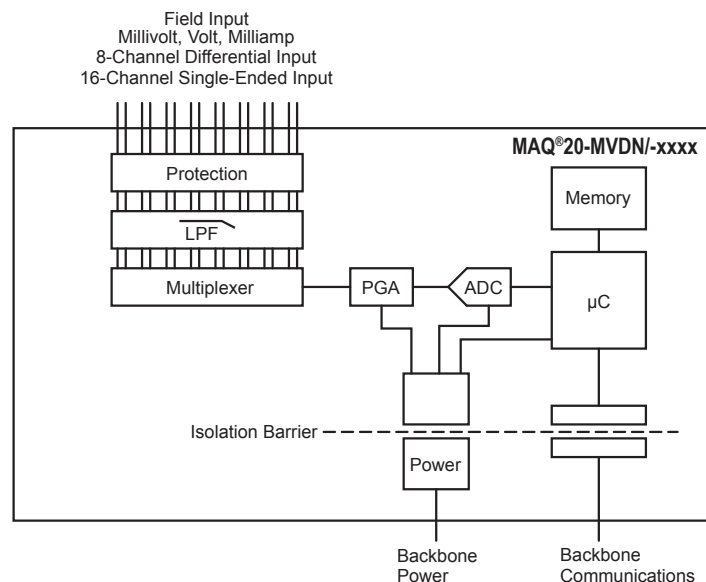 Field Input
Millivolt, Volt, Milliamp
8-Channel Differential Input
16-Channel Single-Ended Input
MAQ®20-MVDN/-xxxx
Protection
Memory
LPF
Multiplexer
PGA
ADC
µC
Isolation Barrier
Power
Backbone
Power
Backbone
Communications